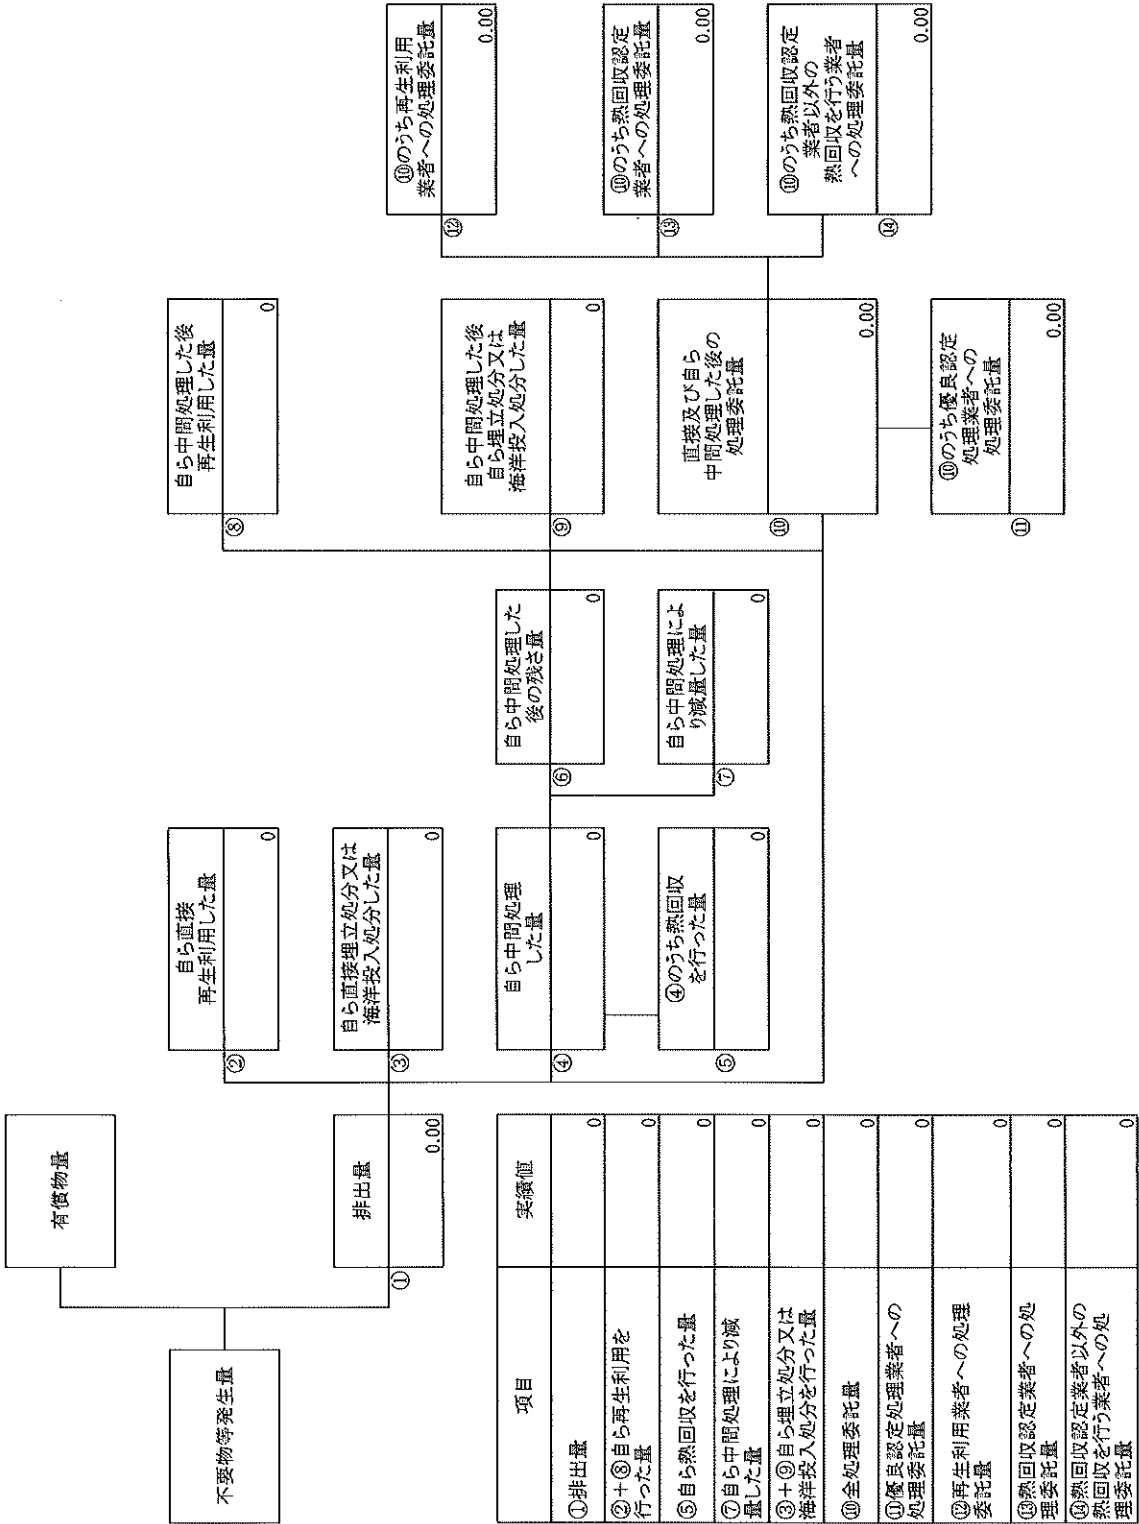 有償物量
不要物等発生量
①
排出量
0.00
②
自ら直接
再生利用した量
0
③
自ら直接埋立処分又は
海洋投入処分した量
0
④
自ら中間処理
した量
0
⑤
④のうち熱回収
を行った量
0
⑥
自ら中間処理した
後の残さ量
0
⑦
自ら中間処理によ
り減量した量
0
⑧
自ら中間処理した後
再生利用した量
0
⑨
自ら中間処理した後
自ら埋立処分又は
海洋投入処分した量
0
⑩
直接及び自ら
中間処理した後の
処理委託量
0.00
⑪
⑩のうち優良認定
処理業者への
処理委託量
0.00
⑫
⑩のうち再生利用
業者への処理委託量
0.00
⑬
⑩のうち熱回収認定
業者への処理委託量
0.00
⑭
⑩のうち熱回収認定
業者以外の
熱回収を行う業者
への処理委託量
0.00
項目 実績値
①排出量 0
②+⑧自ら再生利用を
行った量 0
⑤自ら熱回収を行った量 0
⑦自ら中間処理により減
量した量 0
③+⑨自ら埋立処分又は
海洋投入処分を行った量 0
⑩全処理委託量 0
⑪優良認定処理業者への
処理委託量 0
⑫再生利用業者への処理
委託量 0
⑬熱回収認定業者への処
理委託量 0
⑭熱回収認定業者以外の
熱回収を行う業者への処
理委託量 0